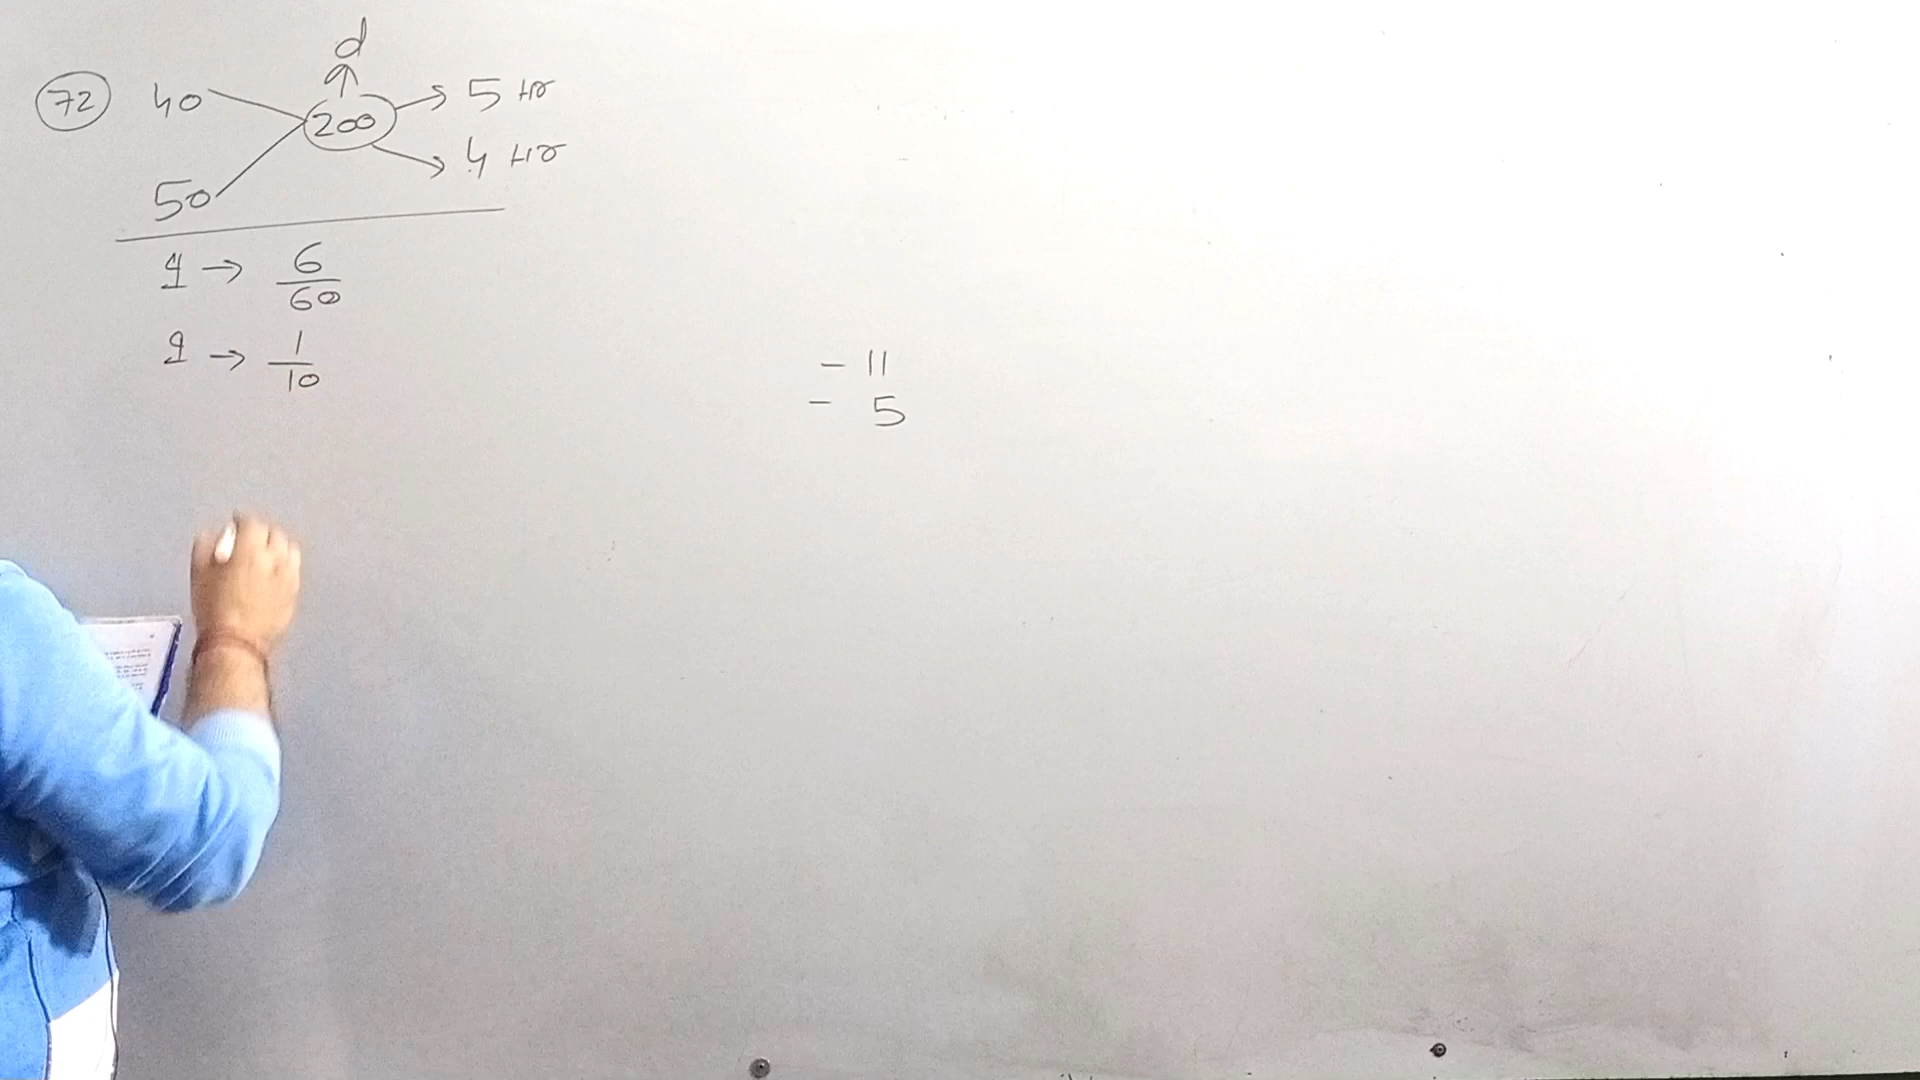 d
72 40 200 → 5 Hr
50 → 4 Hr
1 → 6/60
1 → 1/10
- 11
- 5